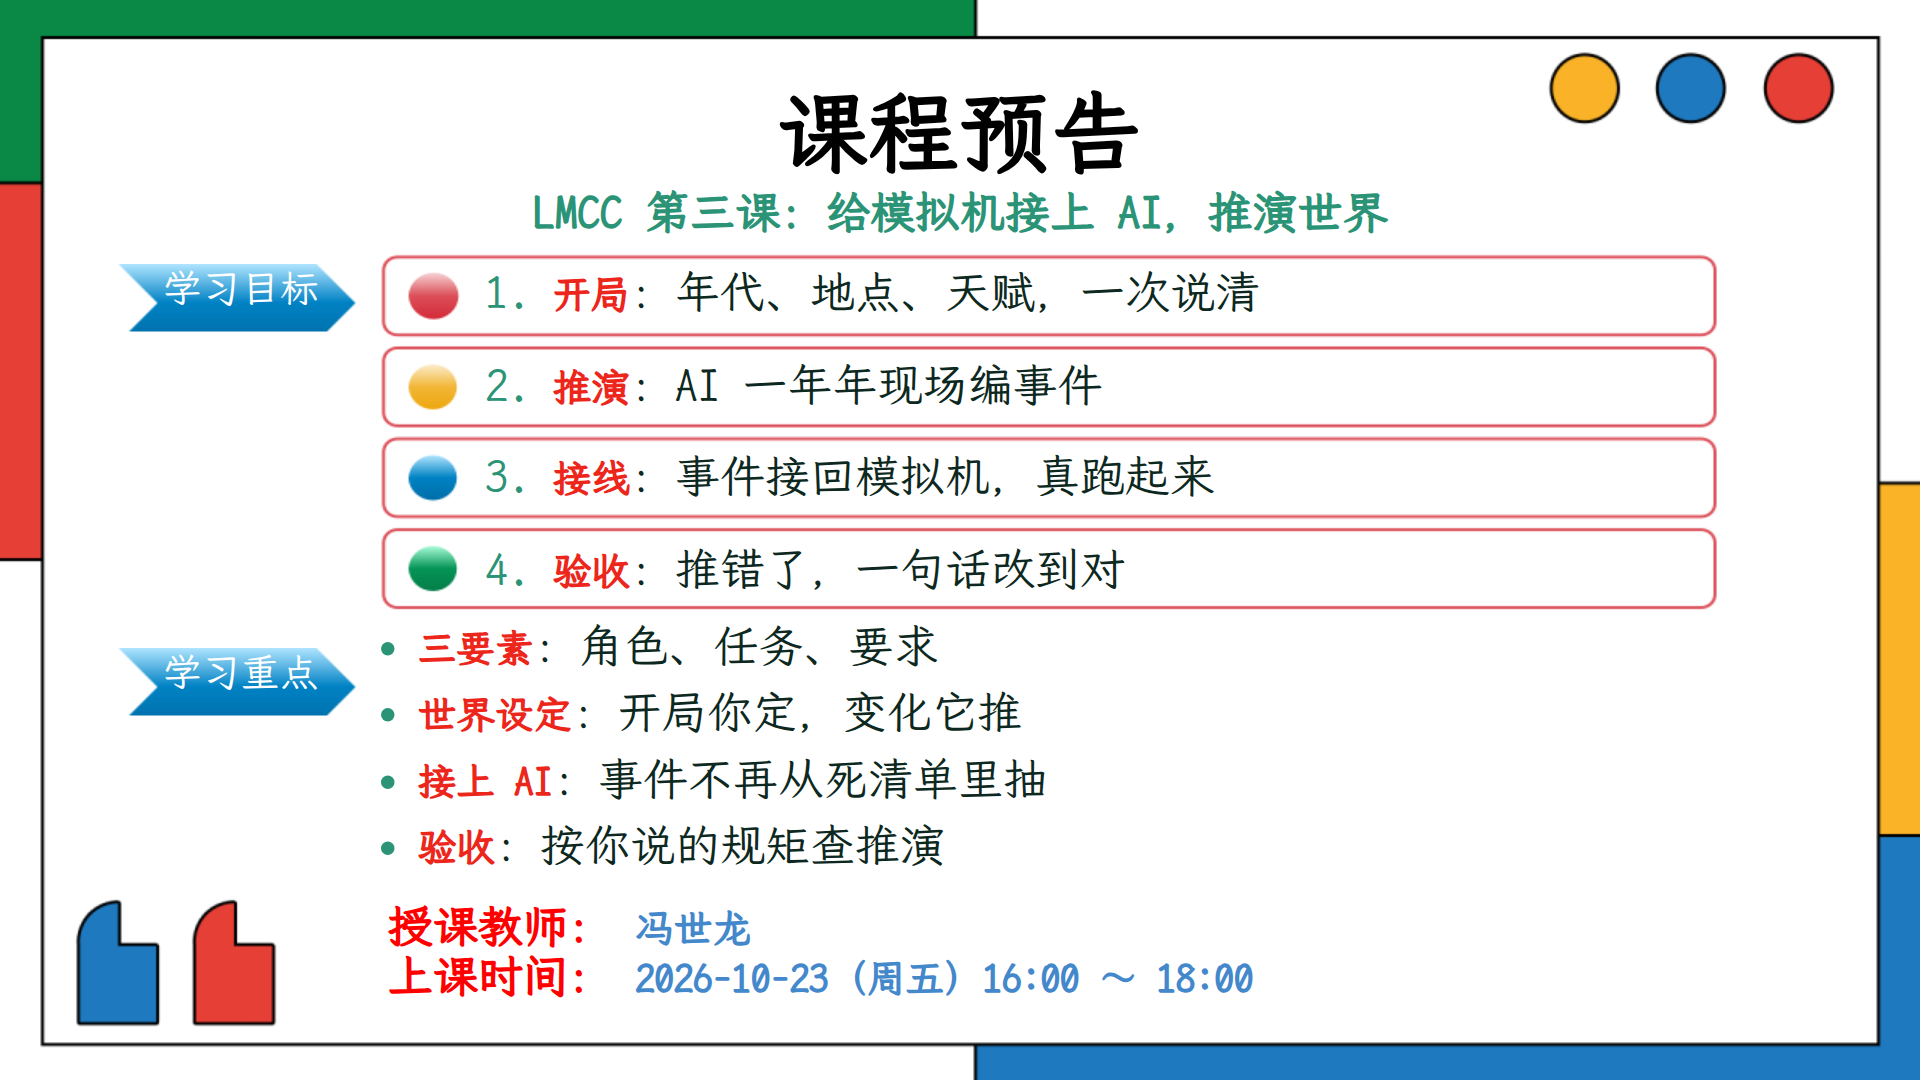 课程预告
LMCC 第三课：给模拟机接上 AI，推演世界
学习目标
1. 开局：年代、地点、天赋，一次说清
2. 推演：AI 一年年现场编事件
3. 接线：事件接回模拟机，真跑起来
4. 验收：推错了，一句话改到对
学习重点
• 三要素：角色、任务、要求
• 世界设定：开局你定，变化它推
• 接上 AI：事件不再从死清单里抽
• 验收：按你说的规矩查推演
授课教师： 冯世龙
上课时间： 2026-10-23（周五）16:00 ～ 18:00